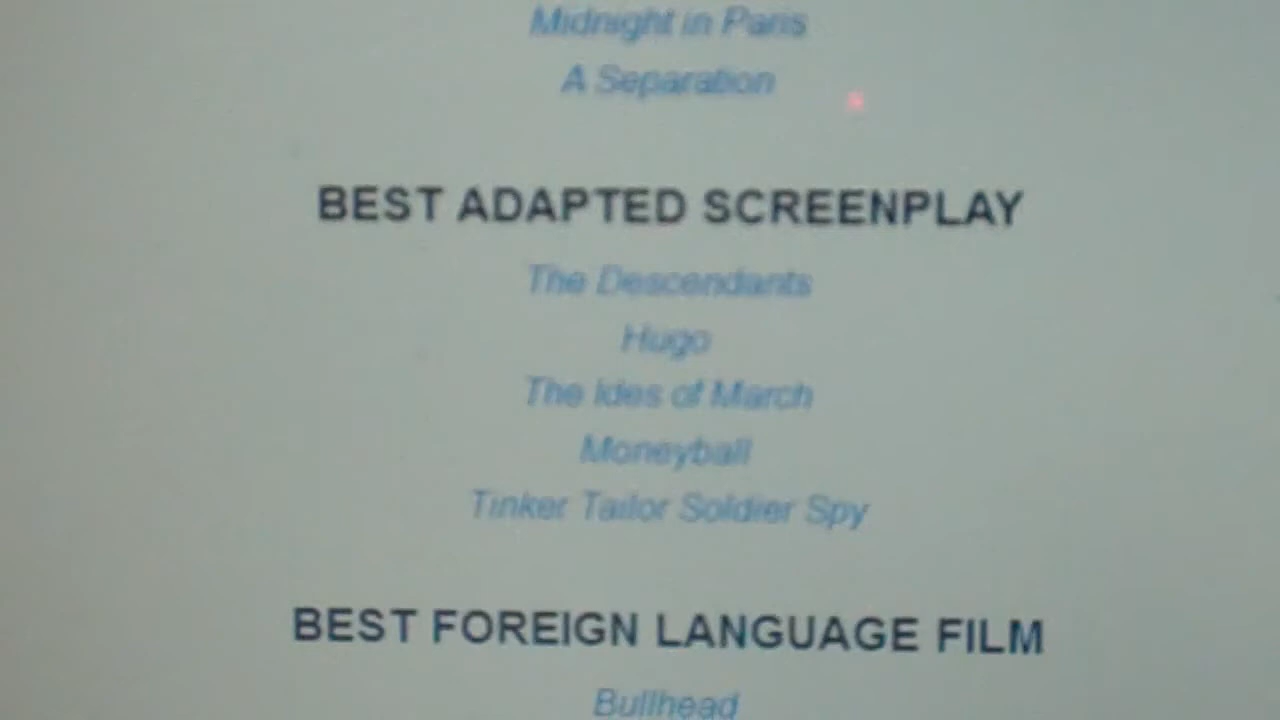 Midnight in Paris
A Separation
BEST ADAPTED SCREENPLAY
The Descendants
Hugo
The Ides of March
Moneyball
Tinker Tailor Soldier Spy
BEST FOREIGN LANGUAGE FILM
Bullhead